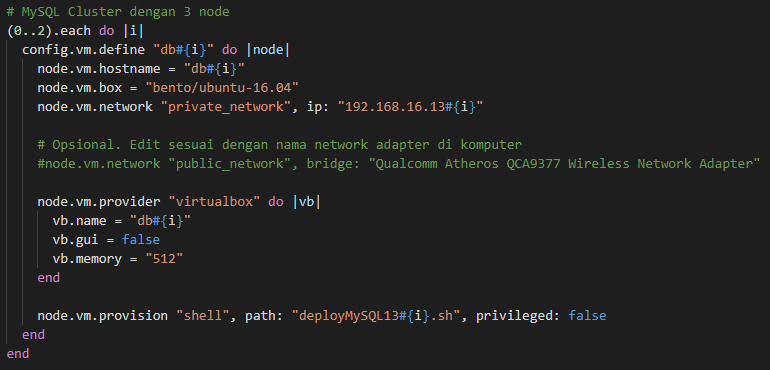 # MySQL Cluster dengan 3 node
(0..2).each do |i|
  config.vm.define "db#{i}" do |node|
    node.vm.hostname = "db#{i}"
    node.vm.box = "bento/ubuntu-16.04"
    node.vm.network "private_network", ip: "192.168.16.13#{i}"

    # Opsional. Edit sesuai dengan nama network adapter di komputer
    #node.vm.network "public_network", bridge: "Qualcomm Atheros QCA9377 Wireless Network Adapter"

    node.vm.provider "virtualbox" do |vb|
      vb.name = "db#{i}"
      vb.gui = false
      vb.memory = "512"
    end

    node.vm.provision "shell", path: "deployMySQL13#{i}.sh", privileged: false
  end
end